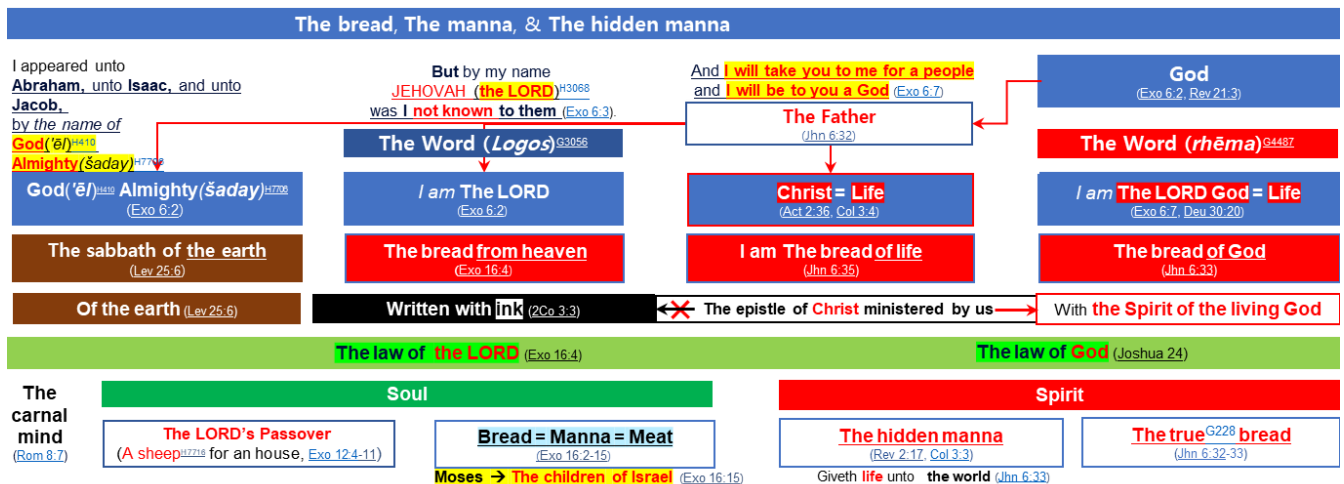 The bread, The manna, & The hidden manna
I appeared unto
Abraham, unto Isaac, and unto
Jacob,
by the name of
God('ēl)H410
Almighty(šaday)H7706
But by my name
JEHOVAH (the LORD)H3068
was I not known to them (Exo 6:3).
And I will take you to me for a people
and I will be to you a God (Exo 6:7)
God
(Exo 6:2, Rev 21:3)
The Father
(Jhn 6:32)
The Word (Logos)G3056
The Word (rhēma)G4487
God('ēl)H410 Almighty(šaday)H7706
(Exo 6:2)
I am The LORD
(Exo 6:2)
Christ = Life
(Act 2:36, Col 3:4)
I am The LORD God = Life
(Exo 6:7, Deu 30:20)
The sabbath of the earth
(Lev 25:6)
The bread from heaven
(Exo 16:4)
I am The bread of life
(Jhn 6:35)
The bread of God
(Jhn 6:33)
Of the earth (Lev 25:6)
Written with ink (2Co 3:3)
The epistle of Christ ministered by us
With the Spirit of the living God
The law of the LORD (Exo 16:4)
The law of God (Joshua 24)
The
carnal
mind
(Rom 8:7)
Soul
Spirit
The LORD's Passover
(A sheepH7716 for an house, Exo 12:4-11)
Bread = Manna = Meat
(Exo 16:2-15)
Moses → The children of Israel (Exo 16:15)
The hidden manna
(Rev 2:17, Col 3:3)
Giveth life unto the world (Jhn 6:33)
The trueG228 bread
(Jhn 6:32-33)